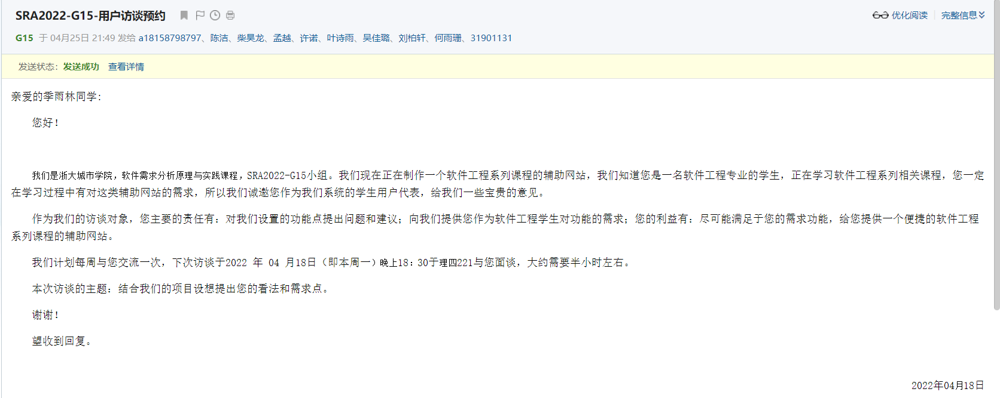 SRA2022-G15-用户访谈预约
优化阅读 完整信息
G15 于 04月25日 21:49 发送给 a18158798797、陈洁、柴昊龙、孟越、许诺、叶诗雨、吴佳璐、刘柏轩、何雨珊、31901131
发送状态：发送成功 查看详情
亲爱的季雨林同学：
您好！
我们是浙大城市学院，软件需求分析原理与实践课程，SRA2022-G15小组。我们现在正在制作一个软件工程系列课程的辅助网站，我们知道您是一名软件工程专业的学生，正在学习软件工程系列相关课程，您一定
在学习过程中有对这类辅助网站的需求，所以我们诚邀您作为我们系统的学生用户代表，给我们一些宝贵的意见。
作为我们的访谈对象，您主要的责任有：对我们设置的功能点提出问题和建议；向我们提供您作为软件工程学生对功能的需求；您的利益有：尽可能满足于您的需求功能，给您提供一个便捷的软件工程
系列课程的辅助网站。
我们计划每周与您交流一次，下次访谈于2022 年 04 月18日（即本周一）晚上18：30于理四221与您面谈，大约需要半小时左右。
本次访谈的主题：结合我们的项目设想提出您的看法和需求点。
谢谢！
望收到回复。
2022年04月18日